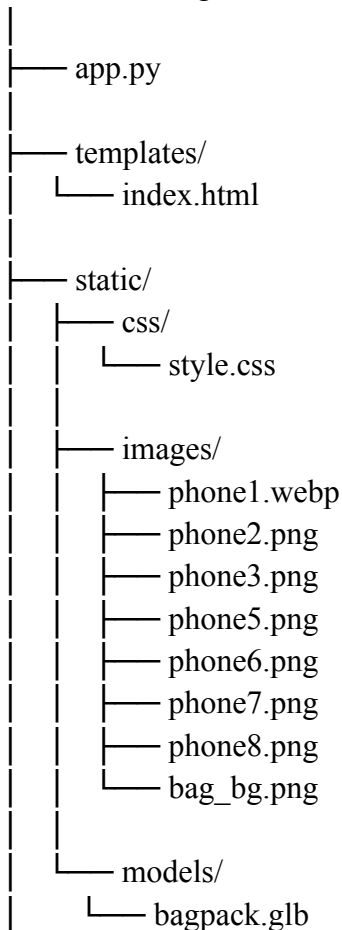 ├── app.py
├── templates/
│ └── index.html
├── static/
│ ├── css/
│ │ └── style.css
│ ├── images/
│ │ ├── phone1.webp
│ │ ├── phone2.png
│ │ ├── phone3.png
│ │ ├── phone5.png
│ │ ├── phone6.png
│ │ ├── phone7.png
│ │ ├── phone8.png
│ │ └── bag_bg.png
│ └── models/
│ └── bagpack.glb